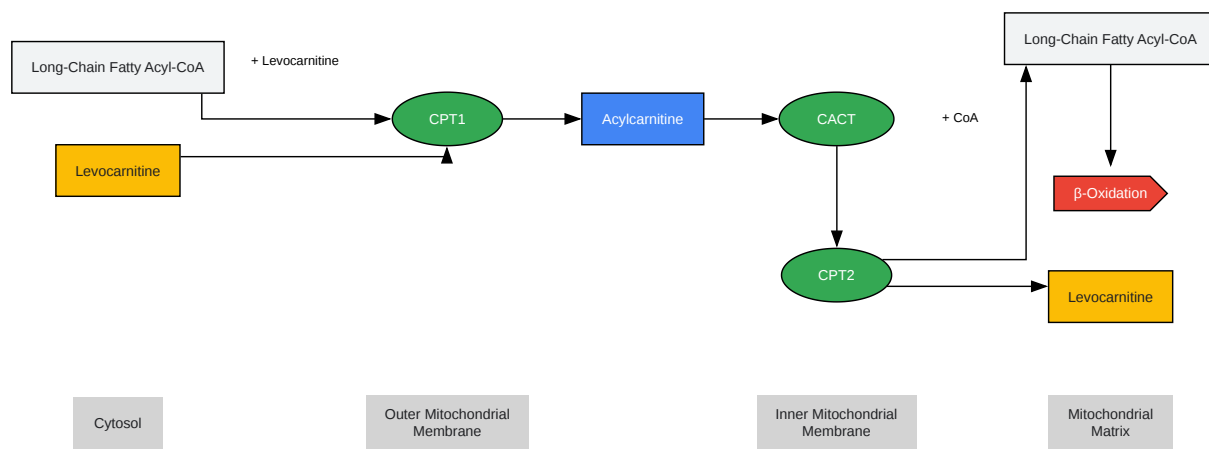 Long-Chain Fatty Acyl-CoA
+ Levocarnitine
Long-Chain Fatty Acyl-CoA
CPT1
Acylcarnitine
CACT
+ CoA
Levocarnitine
β-Oxidation
CPT2
Levocarnitine
Cytosol
Outer Mitochondrial
Membrane
Inner Mitochondrial
Membrane
Mitochondrial
Matrix